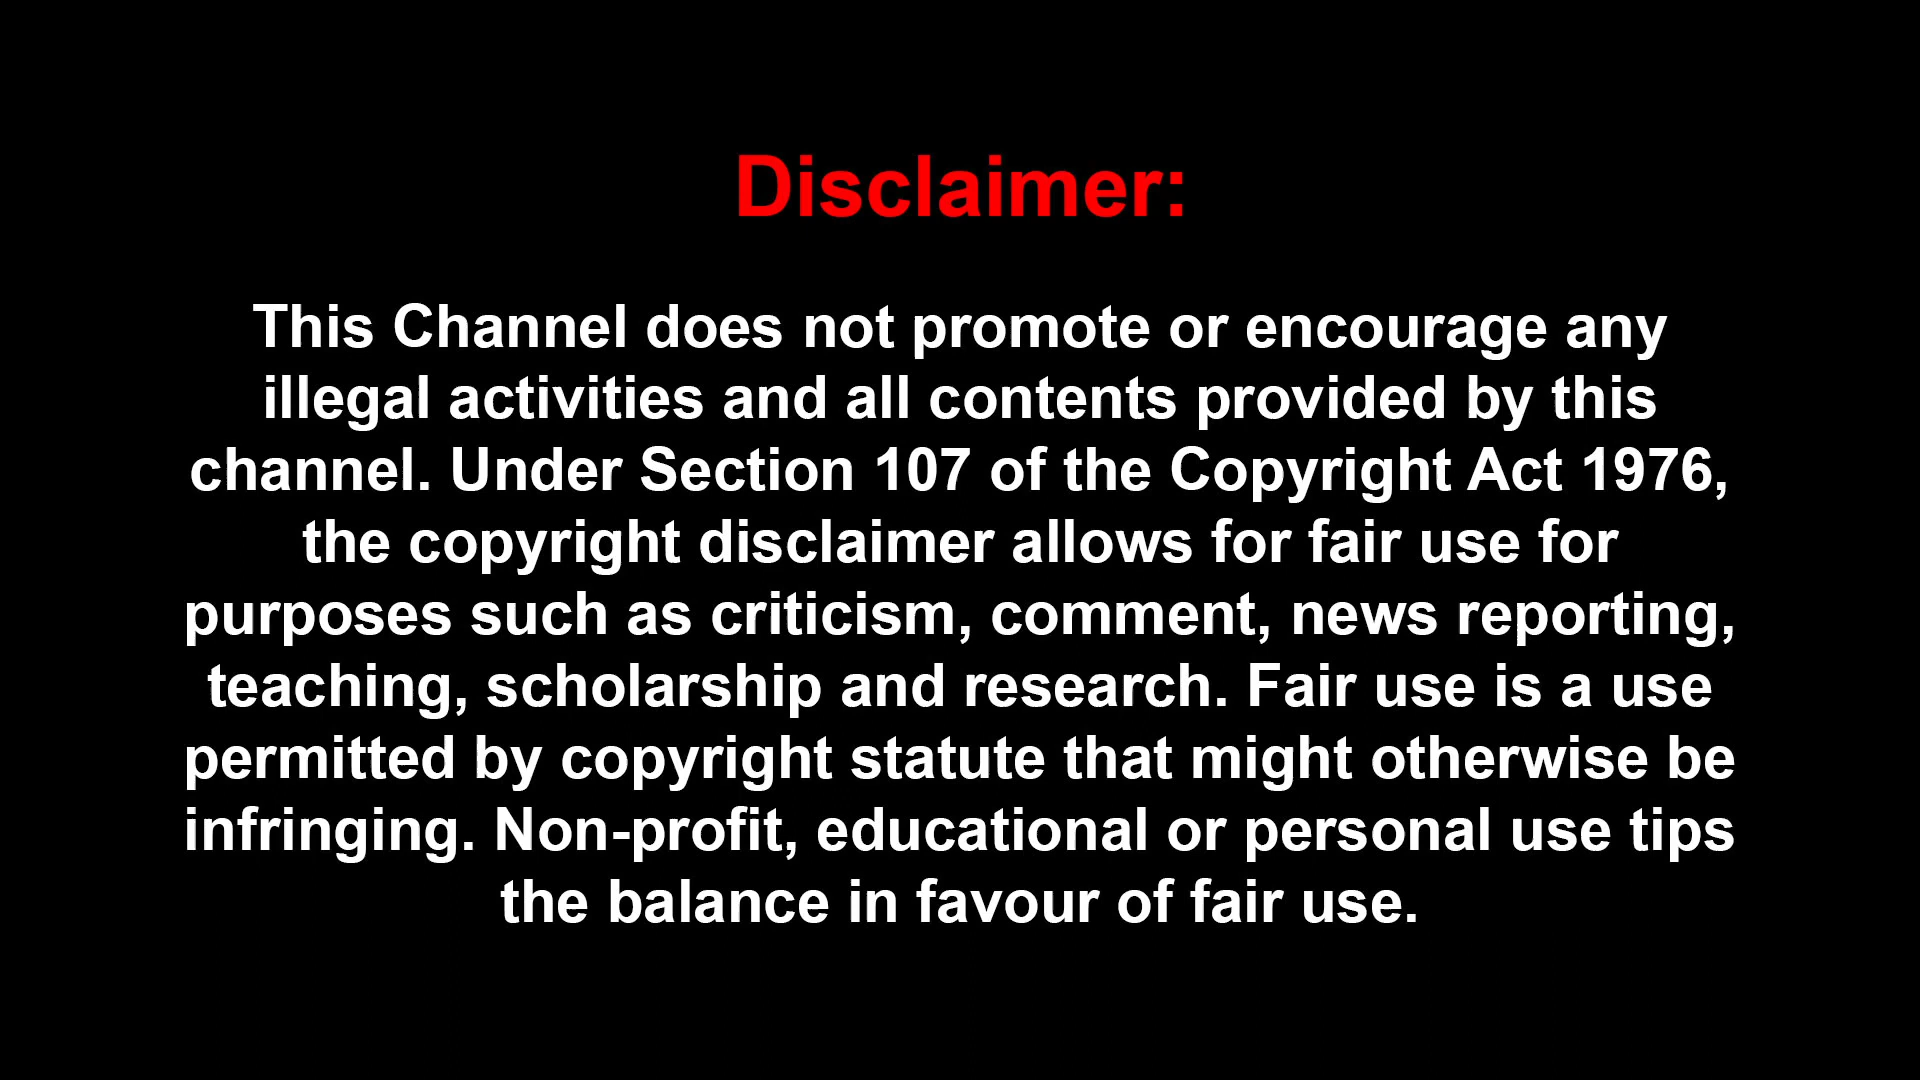 Disclaimer:
This Channel does not promote or encourage any
illegal activities and all contents provided by this
channel. Under Section 107 of the Copyright Act 1976,
the copyright disclaimer allows for fair use for
purposes such as criticism, comment, news reporting,
teaching, scholarship and research. Fair use is a use
permitted by copyright statute that might otherwise be
infringing. Non-profit, educational or personal use tips
the balance in favour of fair use.